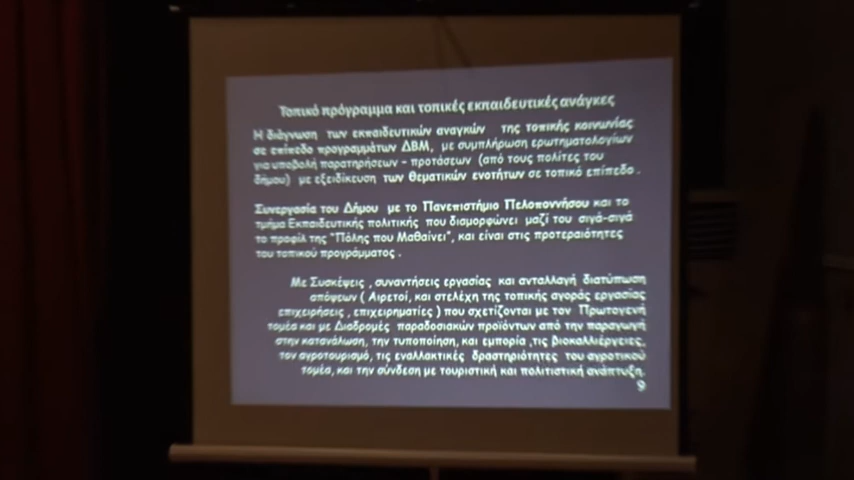 Τοπικό πρόγραμμα και τοπικές εκπαιδευτικές ανάγκες
Η διάγνωση των εκπαιδευτικών αναγκών της τοπικής κοινωνίας
σε επίπεδο προγραμμάτων ΔΒΜ, με συμπλήρωση ερωτηματολογίων
για υποβολή παρατηρήσεων – προτάσεων (από τους πολίτες του
δήμου) με εξειδίκευση των θεματικών ενοτήτων σε τοπικό επίπεδο .
Συνεργασία του Δήμου με το Πανεπιστήμιο Πελοποννήσου και το
τμήμα Εκπαιδευτικής πολιτικής που διαμορφώνει μαζί του σιγά-σιγά
το προφίλ της "Πόλης που Μαθαίνει", και είναι στις προτεραιότητες
του τοπικού προγράμματος .
Με Συσκέψεις , συναντήσεις εργασίας και ανταλλαγή διατύπωση
απόψεων ( Αιρετοί, και στελέχη της τοπικής αγοράς εργασίας
επιχειρήσεις , επιχειρηματίες ) που σχετίζονται με τον Πρωτογενή
τομέα και με Διαδρομές παραδοσιακών προϊόντων από την παραγωγή
στην κατανάλωση, την τυποποίηση, και εμπορία ,τις βιοκαλλιέργειες,
τον αγροτουρισμό, τις εναλλακτικές δραστηριότητες του αγροτικού
τομέα, και την σύνδεση με τουριστική και πολιτιστική ανάπτυξη.
9